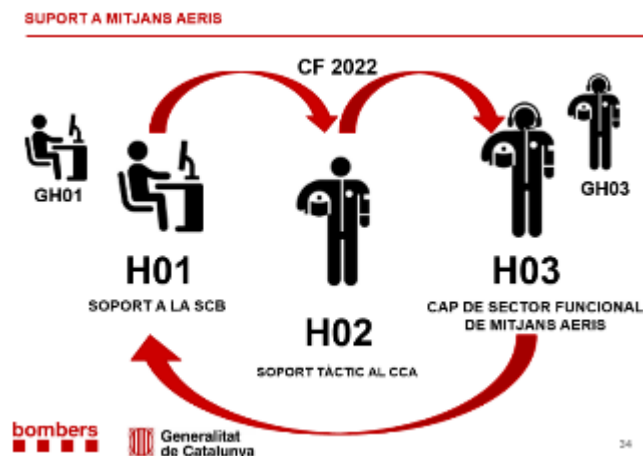 SUPORT A MITJANS AERIS
CF 2022
GH01
GH03
H01
SOPORT A LA SCB
H02
SOPORT TÀCTIC AL CCA
H03
CAP DE SECTOR FUNCIONAL
DE MITJANS AERIS
bombers
Generalitat
de Catalunya
34